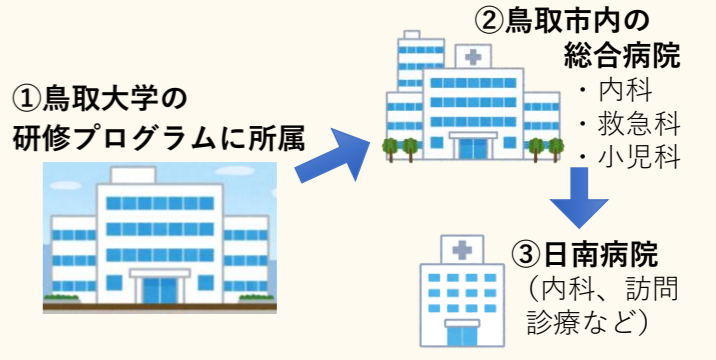 ①鳥取大学の
研修プログラムに所属
②鳥取市内の
総合病院
・内科
・救急科
・小児科
③日南病院
（内科、訪問
診療など）